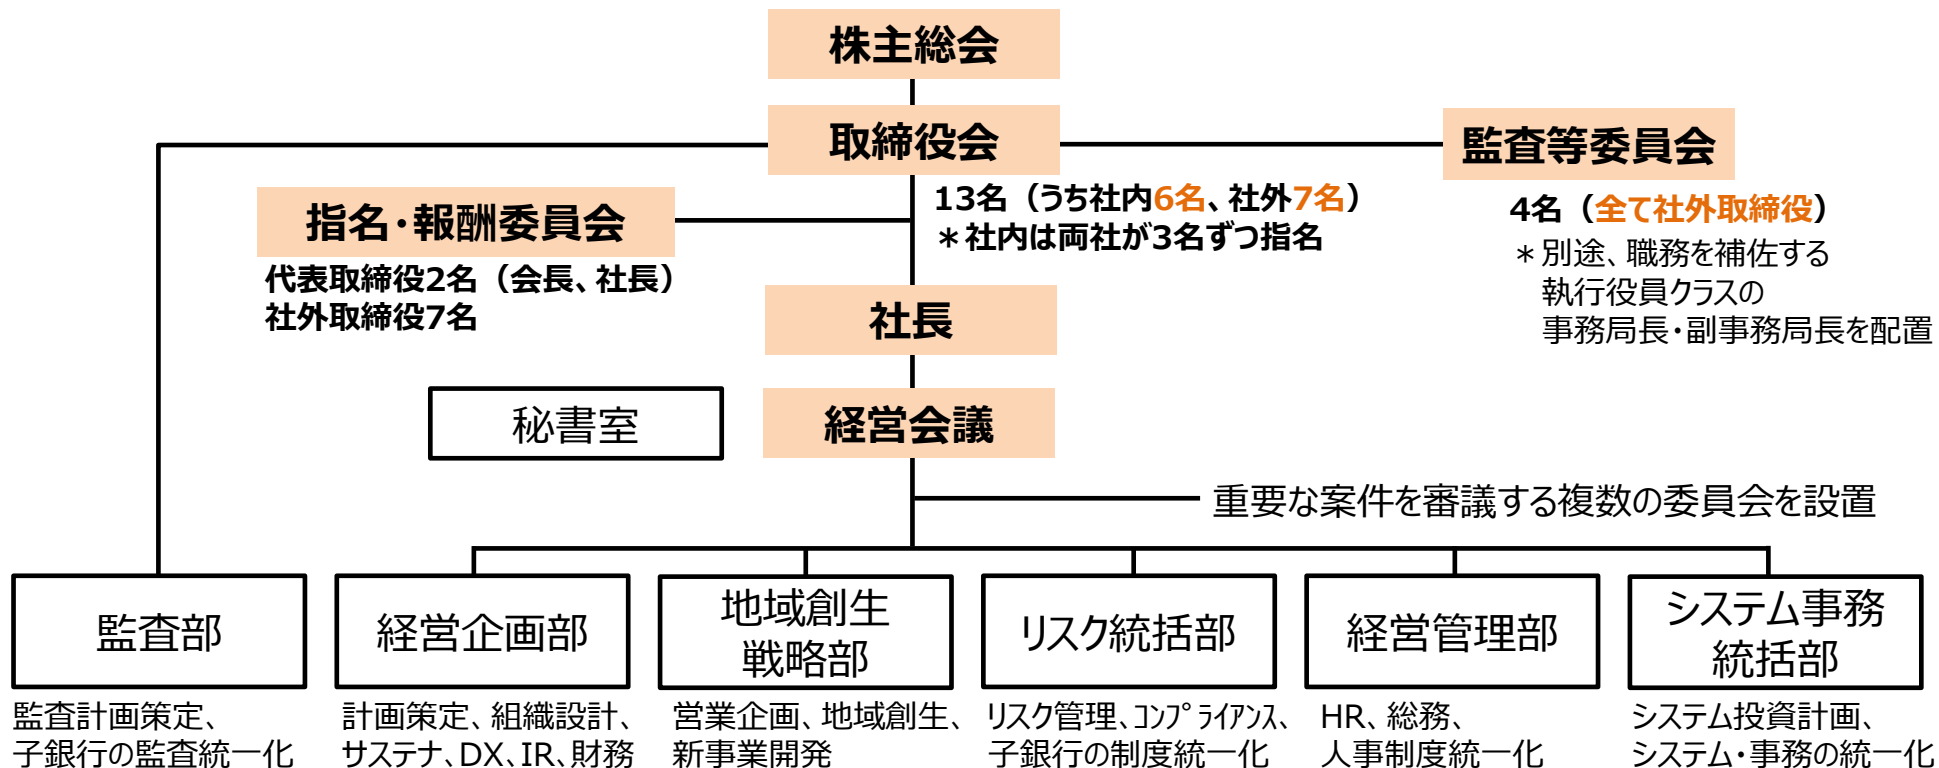 株主総会
取締役会
監査等委員会
13名（うち社内6名、社外7名）
＊社内は両社が3名ずつ指名
4名（全て社外取締役）
＊別途、職務を補佐する
執行役員クラスの
事務局長・副事務局長を配置
指名・報酬委員会
代表取締役2名（会長、社長）
社外取締役7名
社長
秘書室
経営会議
重要な案件を審議する複数の委員会を設置
監査部
監査計画策定、
子銀行の監査統一化
経営企画部
計画策定、組織設計、
サステナ、DX、IR、財務
地域創生
戦略部
営業企画、地域創生、
新事業開発
リスク統括部
リスク管理、ｺﾝﾌﾟﾗｲｱﾝｽ、
子銀行の制度統一化
経営管理部
HR、総務、
人事制度統一化
システム事務
統括部
システム投資計画、
システム・事務の統一化